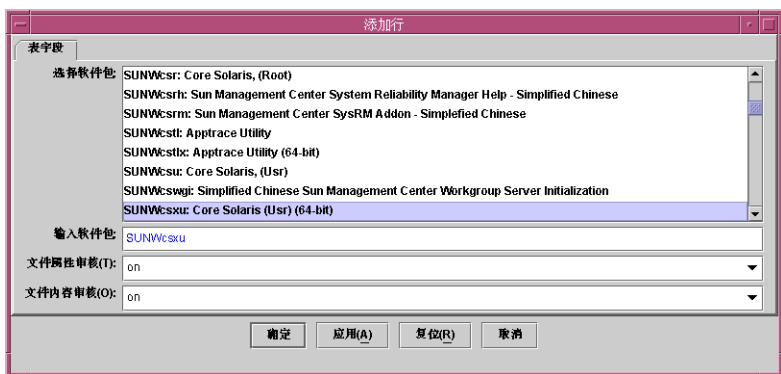 添加行
表字段
选择软件包
SUNWcsr: Core Solaris, (Root)
SUNWcsrh: Sun Management Center System Reliability Manager Help - Simplified Chinese
SUNWcsrm: Sun Management Center SysRM Addon - Simplefied Chinese
SUNWcstl: Apptrace Utility
SUNWcstlx: Apptrace Utility (64-bit)
SUNWcsu: Core Solaris, (Usr)
SUNWcswgi: Simplified Chinese Sun Management Center Workgroup Server Initialization
SUNWcsxu: Core Solaris (Usr) (64-bit)
输入软件包 SUNWcsxu
文件属性审核(T): on
文件内容审核(O): on
确定 应用(A) 复位(R) 取消